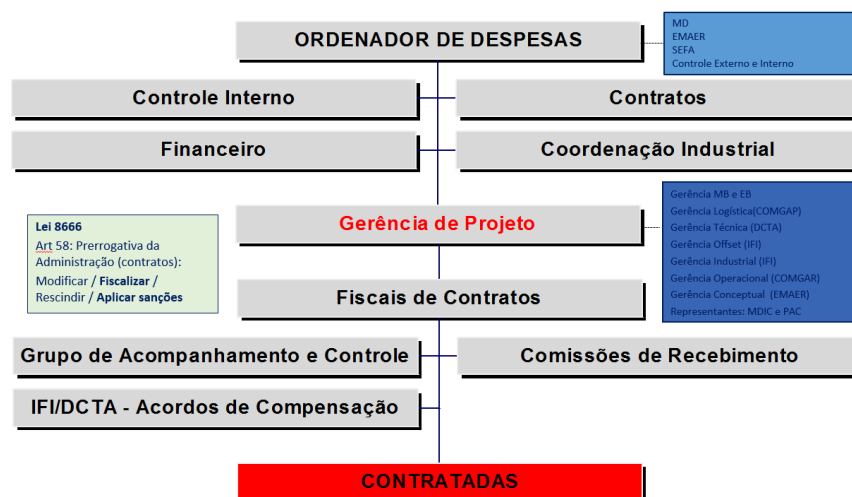 ORDENADOR DE DESPESAS
MD
EMAER
SEFA
Controle Externo e Interno
Controle Interno
Contratos
Financeiro
Coordenação Industrial
Gerência de Projeto
Gerência MB e EB
Gerência Logística(COMGAP)
Gerência Técnica (DCTA)
Gerência Offset (IFI)
Gerência Industrial (IFI)
Gerência Operacional (COMGAR)
Gerência Conceptual (EMAER)
Representantes: MDIC e PAC
Lei 8666
Art 58: Prerrogativa da
Administração (contratos):
Modificar / Fiscalizar /
Rescindir / Aplicar sanções
Fiscais de Contratos
Grupo de Acompanhamento e Controle
Comissões de Recebimento
IFI/DCTA - Acordos de Compensação
CONTRATADAS